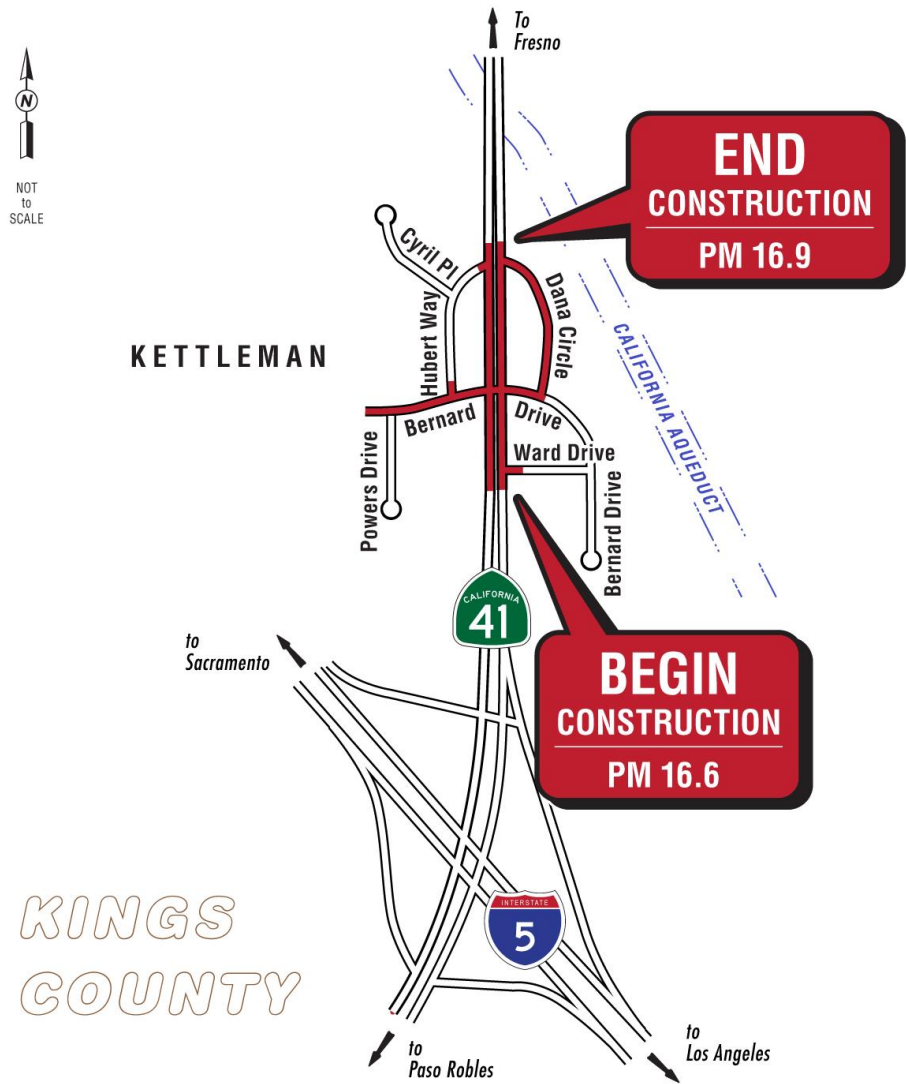 To
Fresno
N
NOT
to
SCALE
END
CONSTRUCTION
PM 16.9
Cyril Pl
Hubert Way
Dana Circle
KETTLEMAN
CALIFORNIA AQUEDUCT
Bernard Drive
Ward Drive
Powers Drive
Bernard Drive
CALIFORNIA
41
to
Sacramento
BEGIN
CONSTRUCTION
PM 16.6
INTERSTATE
5
KINGS
COUNTY
to
Paso Robles
to
Los Angeles